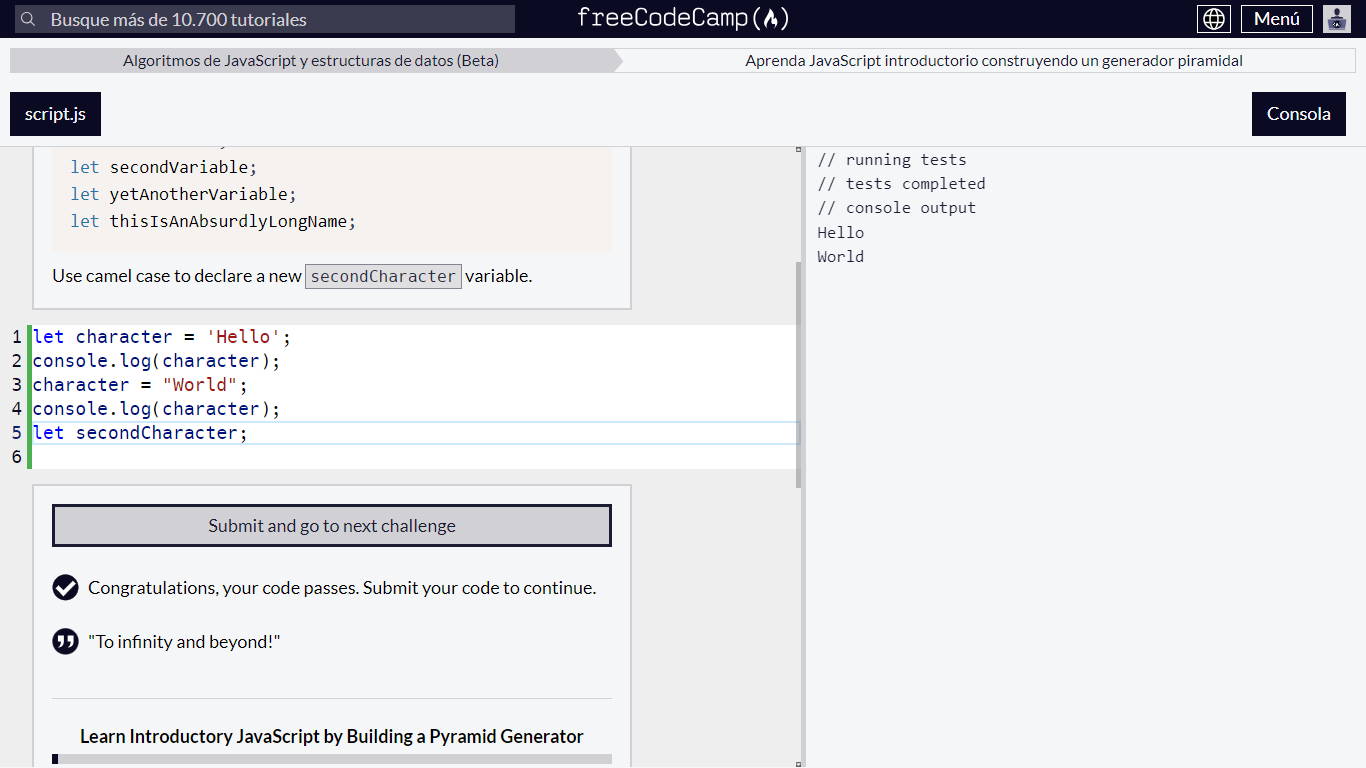 Busque más de 10.700 tutoriales
freeCodeCamp
Menú
Algoritmos de JavaScript y estructuras de datos (Beta)
Aprenda JavaScript introductorio construyendo un generador piramidal
script.js
Consola
let secondVariable;
let yetAnotherVariable;
let thisIsAnAbsurdlyLongName;
Use camel case to declare a new secondCharacter variable.
1 let character = 'Hello';
2 console.log(character);
3 character = "World";
4 console.log(character);
5 let secondCharacter;
6
Submit and go to next challenge
Congratulations, your code passes. Submit your code to continue.
"To infinity and beyond!"
Learn Introductory JavaScript by Building a Pyramid Generator
// running tests
// tests completed
// console output
Hello
World